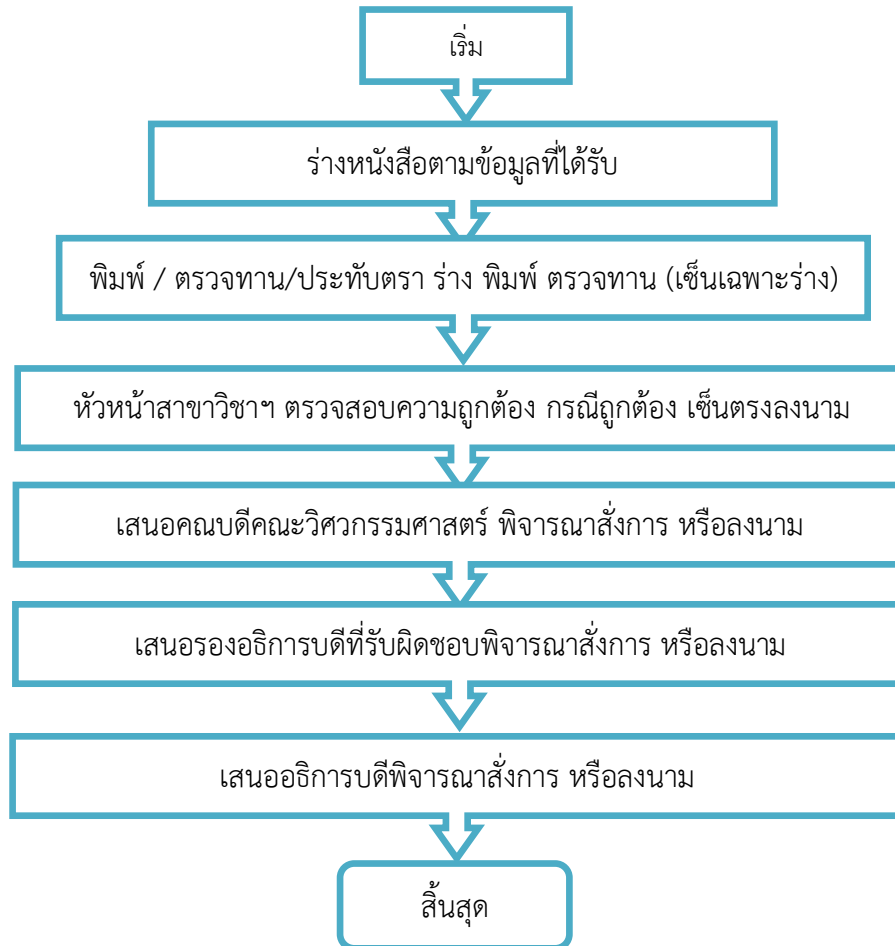 เริ่ม
ร่างหนังสือตามข้อมูลที่ได้รับ
พิมพ์ / ตรวจทาน/ประทับตรา ร่าง พิมพ์ ตรวจทาน (เซ็นเฉพาะร่าง)
หัวหน้าสาขาวิชาฯ ตรวจสอบความถูกต้อง กรณีถูกต้อง เซ็นตรงลงนาม
เสนอคณบดีคณะวิศวกรรมศาสตร์ พิจารณาสั่งการ หรือลงนาม
เสนอรองอธิการบดีที่รับผิดชอบพิจารณาสั่งการ หรือลงนาม
เสนออธิการบดีพิจารณาสั่งการ หรือลงนาม
สิ้นสุด